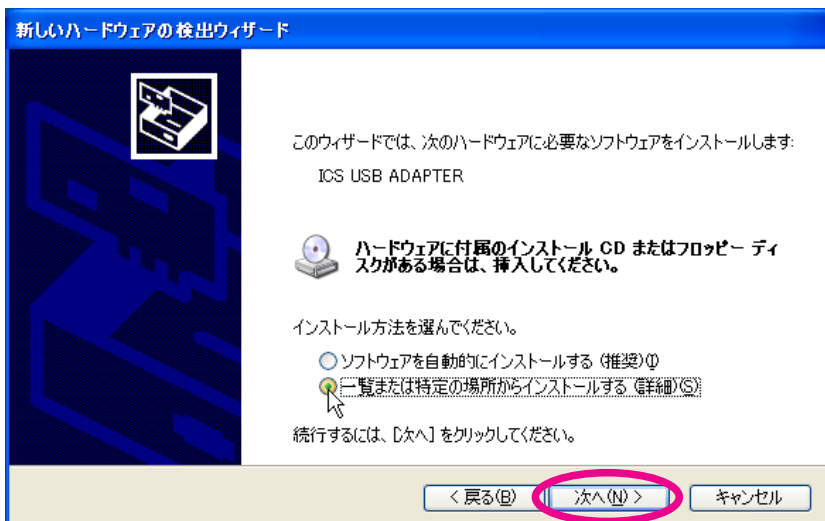 新しいハードウェアの検出ウィザード
このウィザードでは、次のハードウェアに必要なソフトウェアをインストールします:
ICS USB ADAPTER
ハードウェアに付属のインストール CD またはフロッピー ディ
スクがある場合は、挿入してください。
インストール方法を選んでください。
ソフトウェアを自動的にインストールする (推奨)(I)
一覧または特定の場所からインストールする (詳細)(S)
続行するには、[次へ] をクリックしてください。
< 戻る(B) 次へ(N) > キャンセル